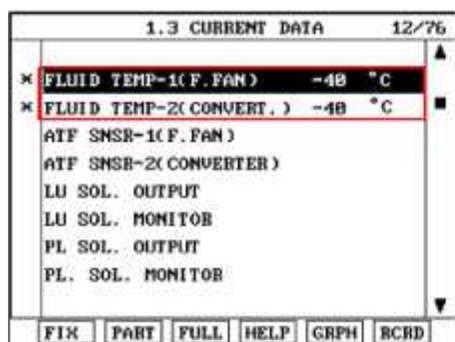 1.3 CURRENT DATA 12/76
* FLUID TEMP-1(F.FAN) -40 °C
* FLUID TEMP-2(CONVERT.) -40 °C
ATF SNSR-1(F.FAN)
ATF SNSR-2(CONVERTER)
LU SOL. OUTPUT
LU SOL. MONITOR
PL SOL. OUTPUT
PL. SOL. MONITOR
FIX PART FULL HELP GRPH RCRD